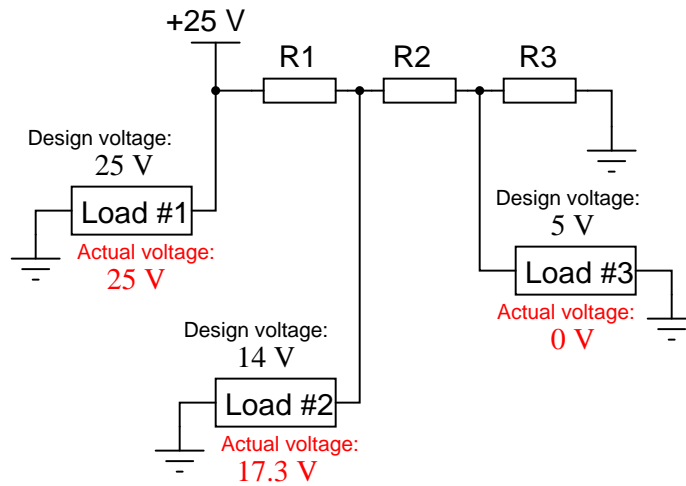 +25 V
R1
R2
R3
Design voltage:
25 V
Load #1
Actual voltage:
25 V
Design voltage:
5 V
Load #3
Actual voltage:
0 V
Design voltage:
14 V
Load #2
Actual voltage:
17.3 V